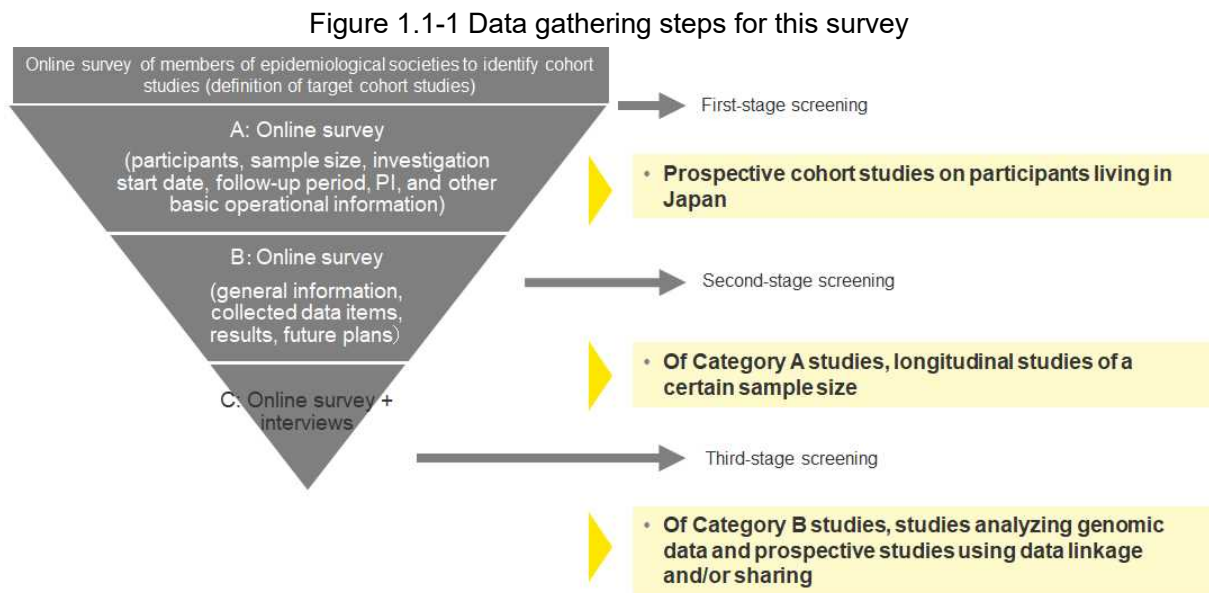 Figure 1.1-1 Data gathering steps for this survey
Online survey of members of epidemiological societies to identify cohort
studies (definition of target cohort studies)
First-stage screening
A: Online survey
(participants, sample size, investigation
start date, follow-up period, PI, and other
basic operational information)
• Prospective cohort studies on participants living in
Japan
B: Online survey
(general information,
collected data items,
results, future plans)
Second-stage screening
• Of Category A studies, longitudinal studies of a
certain sample size
C: Online survey +
interviews
Third-stage screening
• Of Category B studies, studies analyzing genomic
data and prospective studies using data linkage
and/or sharing